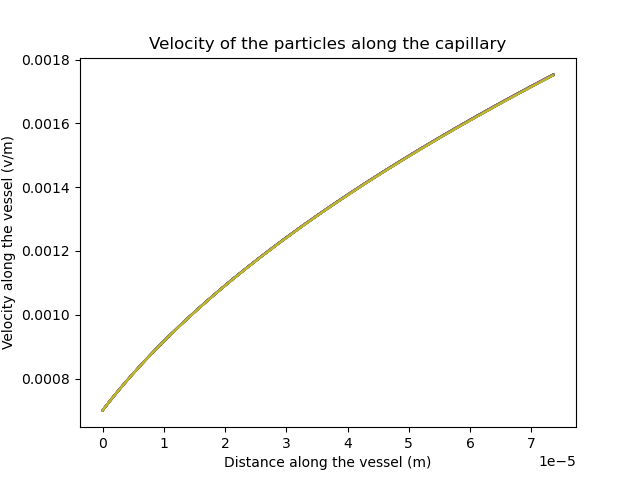 Velocity of the particles along the capillary
Velocity along the vessel (v/m)
0.0018
0.0016
0.0014
0.0012
0.0010
0.0008
0 1 2 3 4 5 6 7
1e−5
Distance along the vessel (m)